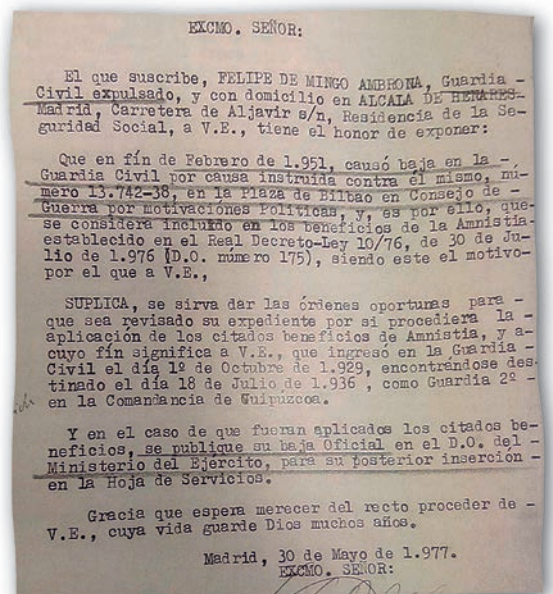 EXCMO. SEÑOR:
El que suscribe, FELIPE DE MINGO AMBRONA, Guardia -
Civil expulsado, y con domicilio en ALCALA DE HENARES-
Madrid, Carretera de Aljavir s/n, Residencia de la Se-
guridad Social, a V.E., tiene el honor de exponer:
Que en fín de Febrero de 1.951, causó baja en la -
Guardia Civil por causa instruida contra él mismo, nú-
mero 13.742-38, en la Plaza de Bilbao en Consejo de -
Guerra por motivaciónes Políticas, y, es por ello, que-
se considera incluído en los beneficios de la Amnistia-
establecido en el Real Decreto-Ley 10/76, de 30 de Ju-
lio de 1.976 (D.O. número 175), siendo este el motivo-
por el que a V.E.,
SUPLICA, se sirva dar las órdenes oportunas para -
que sea revisado su expediente por si procediera la -
aplicación de los citados beneficios de Amnistia, y a-
cuyo fín significa a V.E., que ingresó en la Guardia -
Civil el día 1º de Octubre de 1.929, encontrándose des-
tinado el día 18 de Julio de 1.936 , como Guardia 2º -
en la Comandancia de Guipúzcoa.
Y en el caso de que fueran aplicados los citados be-
neficios, se publique su baja Oficial en el D.O. del -
Ministerio del Ejército, para su posterior inserción -
en la Hoja de Servicios.
Gracia que espera merecer del recto proceder de -
V.E., cuya vida guarde Dios muchos años.
Madrid, 30 de Mayo de 1.977.
EXCMO. SEÑOR: